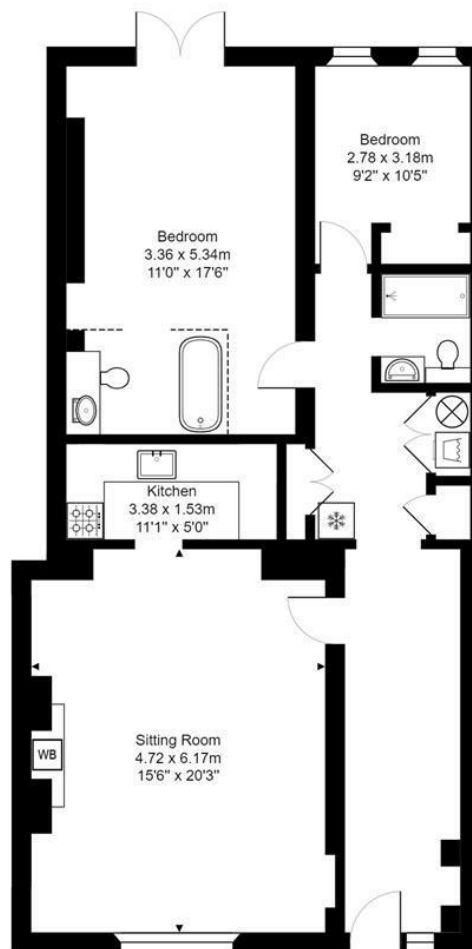 Bedroom
2.78 x 3.18m
9'2" x 10'5"
Bedroom
3.36 x 5.34m
11'0" x 17'6"
Kitchen
3.38 x 1.53m
11'1" x 5'0"
Sitting Room
4.72 x 6.17m
15'6" x 20'3"
WB